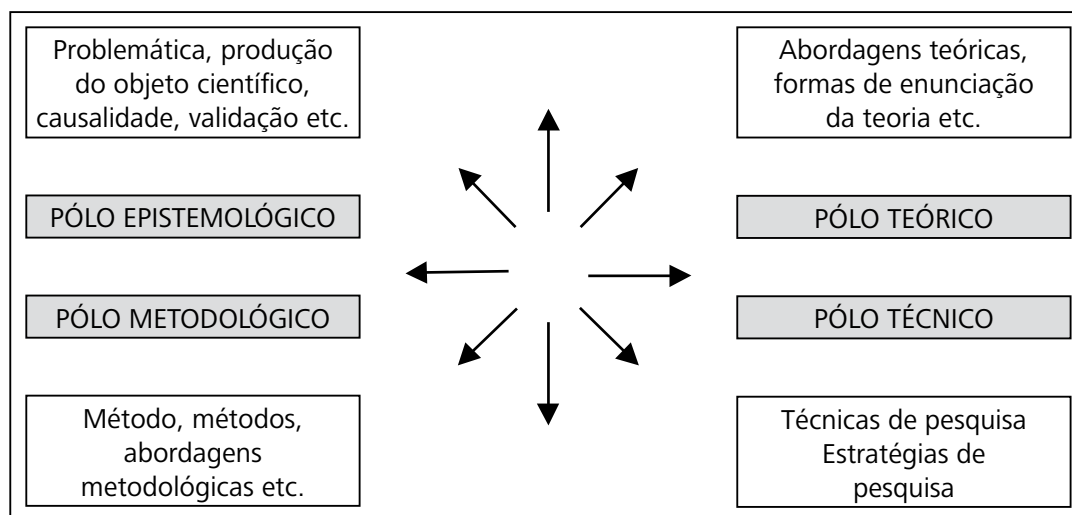 Problemática, produção
do objeto científico,
causalidade, validação etc.
PÓLO EPISTEMOLÓGICO
PÓLO METODOLÓGICO
Método, métodos,
abordagens
metodológicas etc.
Abordagens teóricas,
formas de enunciação
da teoria etc.
PÓLO TEÓRICO
PÓLO TÉCNICO
Técnicas de pesquisa
Estratégias de
pesquisa